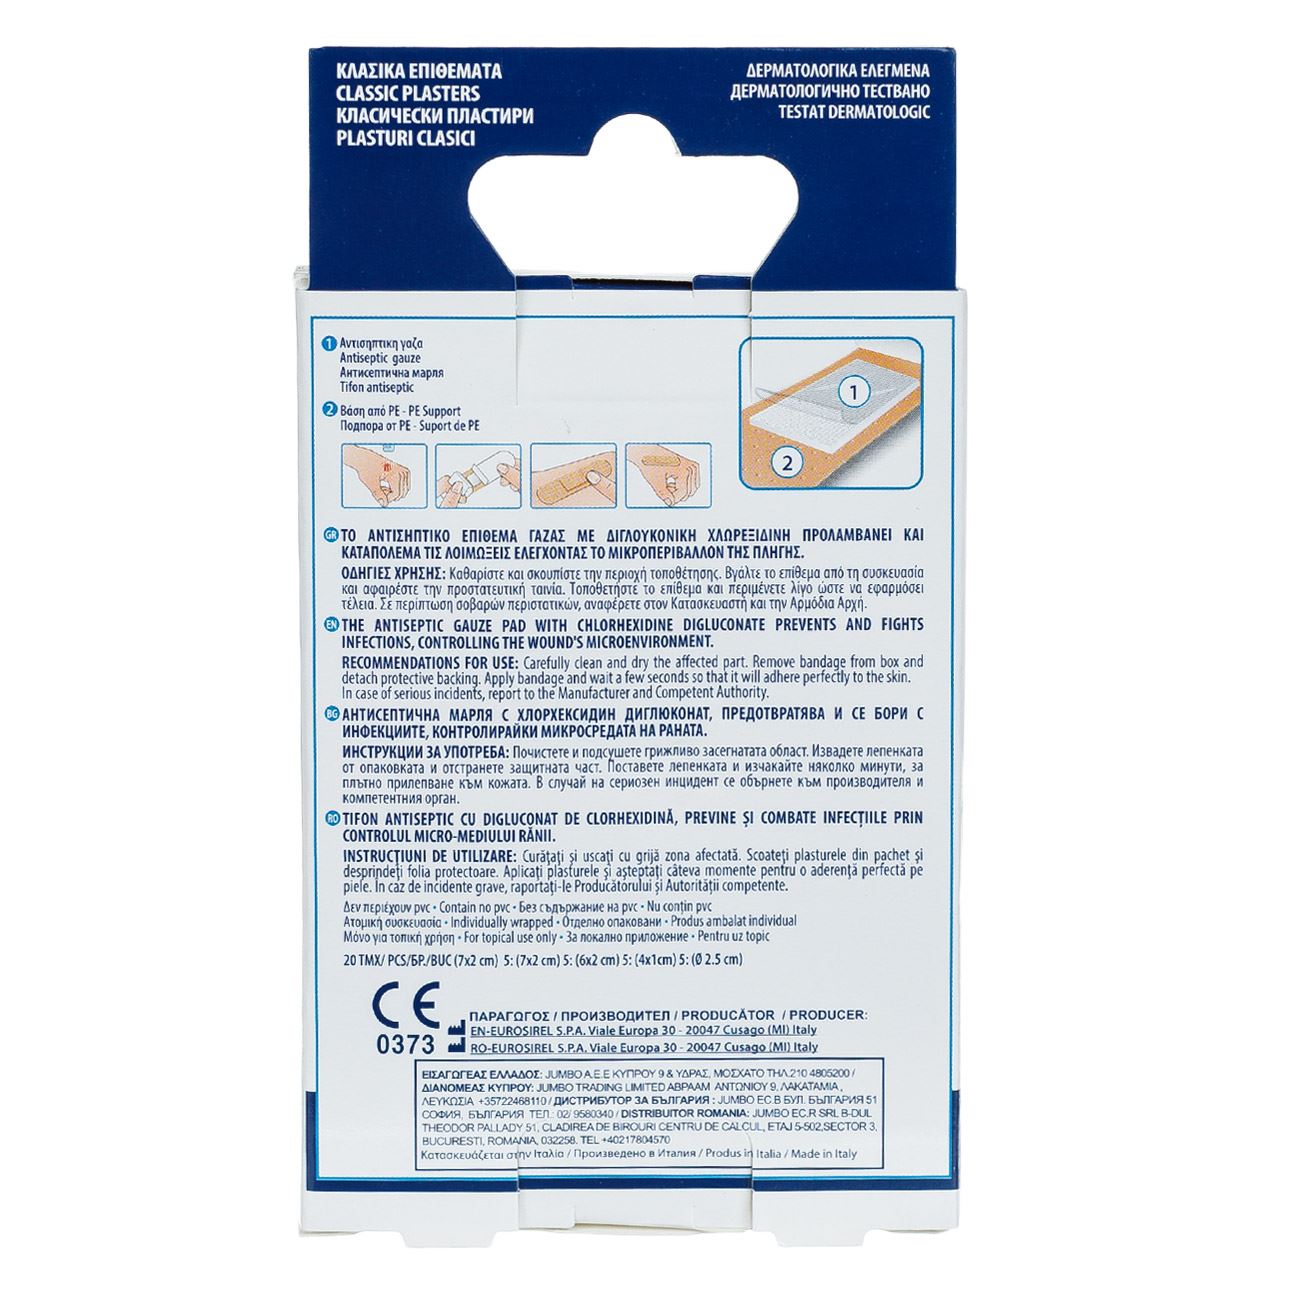 ΚΛΑΣΙΚΑ ΕΠΙΘΕΜΑΤΑ
CLASSIC PLASTERS
КЛАСИЧЕСКИ ПЛАСТИРИ
PLASTURI CLASICI
ΔΕΡΜΑΤΟΛΟΓΙΚΑ ΕΛΕΓΜΕΝΑ
ДЕРМАТОЛОГИЧНО ТЕСТВАНО
TESTAT DERMATOLOGIC
1 Αντισηπτικη γαζα
Antiseptic gauze
Антисептична марля
Tifon antiseptic
2 Βάση από PE - PE Support
Подпора от PE - Suport de PE
1
2
GR ΤΟ ΑΝΤΙΣΗΠΤΙΚΟ ΕΠΙΘΕΜΑ ΓΑΖΑΣ ΜΕ ΔΙΓΛΟΥΚΟΝΙΚΗ ΧΛΩΡΕΞΙΔΙΝΗ ΠΡΟΛΑΜΒΑΝΕΙ ΚΑΙ
ΚΑΤΑΠΟΛΕΜΑ ΤΙΣ ΛΟΙΜΩΞΕΙΣ ΕΛΕΓΧΟΝΤΑΣ ΤΟ ΜΙΚΡΟΠΕΡΙΒΑΛΛΟΝ ΤΗΣ ΠΛΗΓΗΣ.
ΟΔΗΓΙΕΣ ΧΡΗΣΗΣ: Καθαρίστε και σκουπίστε την περιοχή τοποθέτησης. Βγάλτε το επίθεμα από τη συσκευασία
και αφαιρέστε την προστατευτική ταινία. Τοποθετήστε το επίθεμα και περιμένετε λίγο ώστε να εφαρμόσει
τέλεια. Σε περίπτωση σοβαρών περιστατικών, αναφέρετε στον Κατασκευαστή και την Αρμόδια Αρχή.
EN THE ANTISEPTIC GAUZE PAD WITH CHLORHEXIDINE DIGLUCONATE PREVENTS AND FIGHTS
INFECTIONS, CONTROLLING THE WOUND'S MICROENVIRONMENT.
RECOMMENDATIONS FOR USE: Carefully clean and dry the affected part. Remove bandage from box and
detach protective backing. Apply bandage and wait a few seconds so that it will adhere perfectly to the skin.
In case of serious incidents, report to the Manufacturer and Competent Authority.
BG АНТИСЕПТИЧНА МАРЛЯ С ХЛОРХЕКСИДИН ДИГЛЮКОНАТ, ПРЕДОТВРАТЯВА И СЕ БОРИ С
ИНФЕКЦИИТЕ, КОНТРОЛИРАЙКИ МИКРОСРЕДАТА НА РАНАТА.
ИНСТРУКЦИИ ЗА УПОТРЕБА: Почистете и подсушете грижливо засегнатата област. Извадете лепенката
от опаковката и отстранете защитната част. Поставете лепенката и изчакайте няколко минути, за
плътно прилепване към кожата. В случай на сериозен инцидент се обърнете към производителя и
компетентния орган.
RO TIFON ANTISEPTIC CU DIGLUCONAT DE CLORHEXIDINĂ, PREVINE ȘI COMBATE INFECȚIILE PRIN
CONTROLUL MICRO-MEDIULUI RĂNII.
INSTRUCȚIUNI DE UTILIZARE: Curățați și uscați cu grijă zona afectată. Scoateți plasturele din pachet și
desprindeți folia protectoare. Aplicați plasturele și așteptați câteva momente pentru o aderență perfectă pe
piele. În caz de incidente grave, raportați-le Producătorului și Autorității competente.
Δεν περιέχουν pvc • Contain no pvc • Без съдържание на pvc • Nu conțin pvc
Ατομική συσκευασία • Individually wrapped • Отделно опаковани • Produs ambalat individual
Μόνο για τοπική χρήση • For topical use only • За локално приложение • Pentru uz topic
20 ΤΜΧ/ PCS/БР./BUC (7x2 cm) 5: (7x2 cm) 5: (6x2 cm) 5: (4x1cm) 5: (Ø 2.5 cm)
CE
0373
ΠΑΡΑΓΩΓΟΣ / ПРОИЗВОДИТЕЛ / PRODUCĂTOR / PRODUCER:
EN-EUROSIREL S.P.A. Viale Europa 30 - 20047 Cusago (MI) Italy
RO-EUROSIREL S.P.A. Viale Europa 30 - 20047 Cusago (MI) Italy
ΕΙΣΑΓΩΓΕΑΣ ΕΛΛΑΔΟΣ: JUMBO A.E.E ΚΥΠΡΟΥ 9 & ΥΔΡΑΣ, ΜΟΣΧΑΤΟ ΤΗΛ.210 4805200 /
ΔΙΑΝΟΜΕΑΣ ΚΥΠΡΟΥ: JUMBO TRADING LIMITED ΑΒΡΑΑΜ ΑΝΤΩΝΙΟΥ 9, ΛΑΚΑΤΑΜΙΑ ,
ΛΕΥΚΩΣΙΑ +35722468110 / ДИСТРИБУТОР ЗА БЪЛГАРИЯ : JUMBO EC.B БУЛ. БЪЛГАРИЯ 51
СОФИЯ, БЪЛГАРИЯ ТЕЛ.: 02/ 9580340 / DISTRIBUITOR ROMANIA: JUMBO EC.R SRL B-DUL
THEODOR PALLADY 51, CLADIREA DE BIROURI CENTRU DE CALCUL, ETAJ 5-502,SECTOR 3,
BUCURESTI, ROMANIA, 032258. TEL +40217804570
Κατασκευάζεται στην Ιταλία / Произведено в Италия / Produs in Italia / Made in Italy